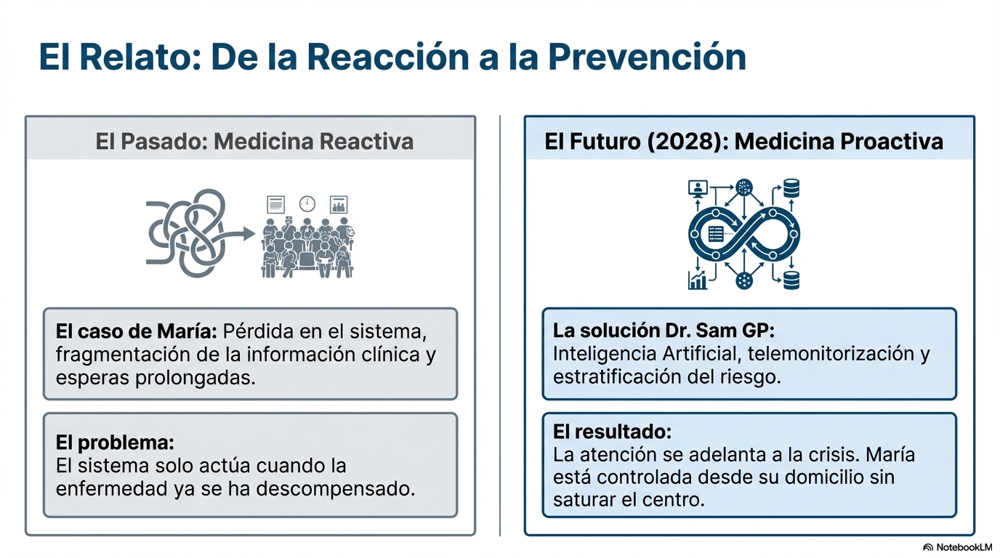 El Relato: De la Reacción a la Prevención
El Pasado: Medicina Reactiva
El caso de María: Pérdida en el sistema,
fragmentación de la información clínica y
esperas prolongadas.
El problema:
El sistema solo actúa cuando la
enfermedad ya se ha descompensado.
El Futuro (2028): Medicina Proactiva
La solución Dr. Sam GP:
Inteligencia Artificial, telemonitorización y
estratificación del riesgo.
El resultado:
La atención se adelanta a la crisis. María
está controlada desde su domicilio sin
saturar el centro.
NotebookLM